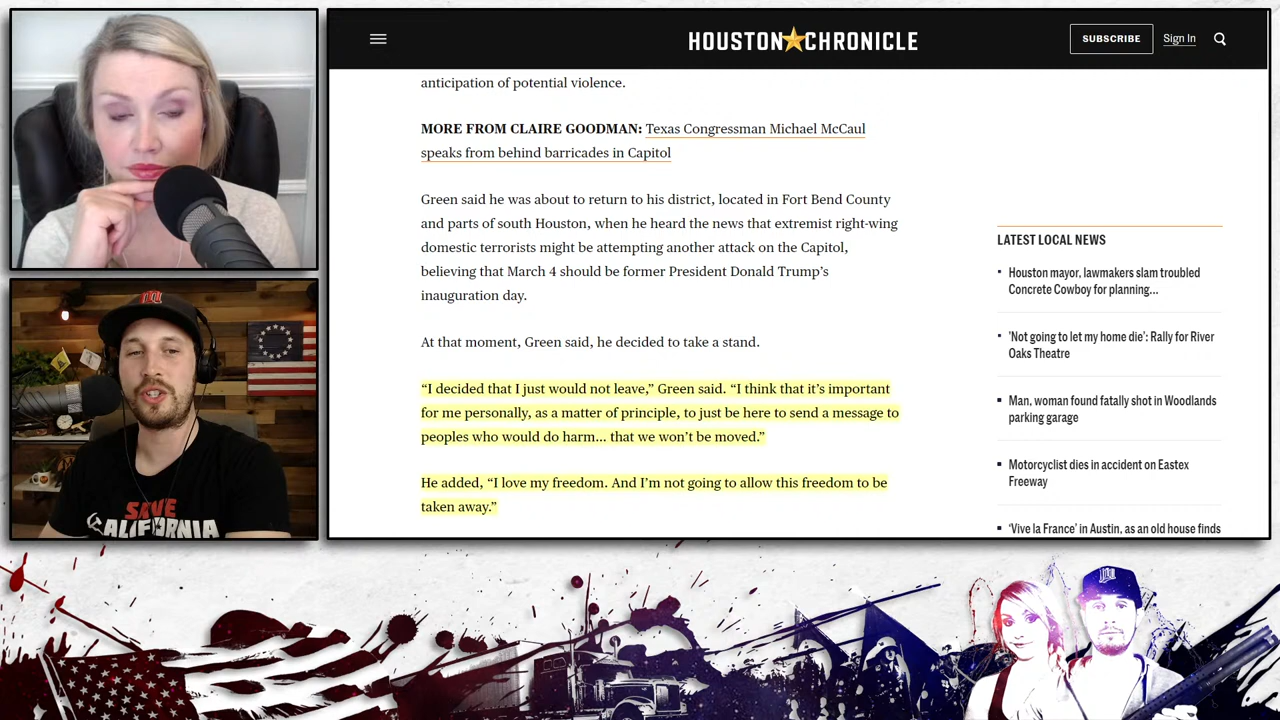 HOUSTON CHRONICLE
SUBSCRIBE
Sign In
anticipation of potential violence.
MORE FROM CLAIRE GOODMAN: Texas Congressman Michael McCaul
speaks from behind barricades in Capitol
Green said he was about to return to his district, located in Fort Bend County
and parts of south Houston, when he heard the news that extremist right-wing
domestic terrorists might be attempting another attack on the Capitol,
believing that March 4 should be former President Donald Trump’s
inauguration day.
At that moment, Green said, he decided to take a stand.
“I decided that I just would not leave,” Green said. “I think that it’s important
for me personally, as a matter of principle, to just be here to send a message to
peoples who would do harm... that we won’t be moved.”
He added, “I love my freedom. And I’m not going to allow this freedom to be
taken away.”
LATEST LOCAL NEWS
Houston mayor, lawmakers slam troubled
Concrete Cowboy for planning...
'Not going to let my home die': Rally for River
Oaks Theatre
Man, woman found fatally shot in Woodlands
parking garage
Motorcyclist dies in accident on Eastex
Freeway
‘Vive la France’ in Austin, as an old house finds
SAVE
CALIFORNIA